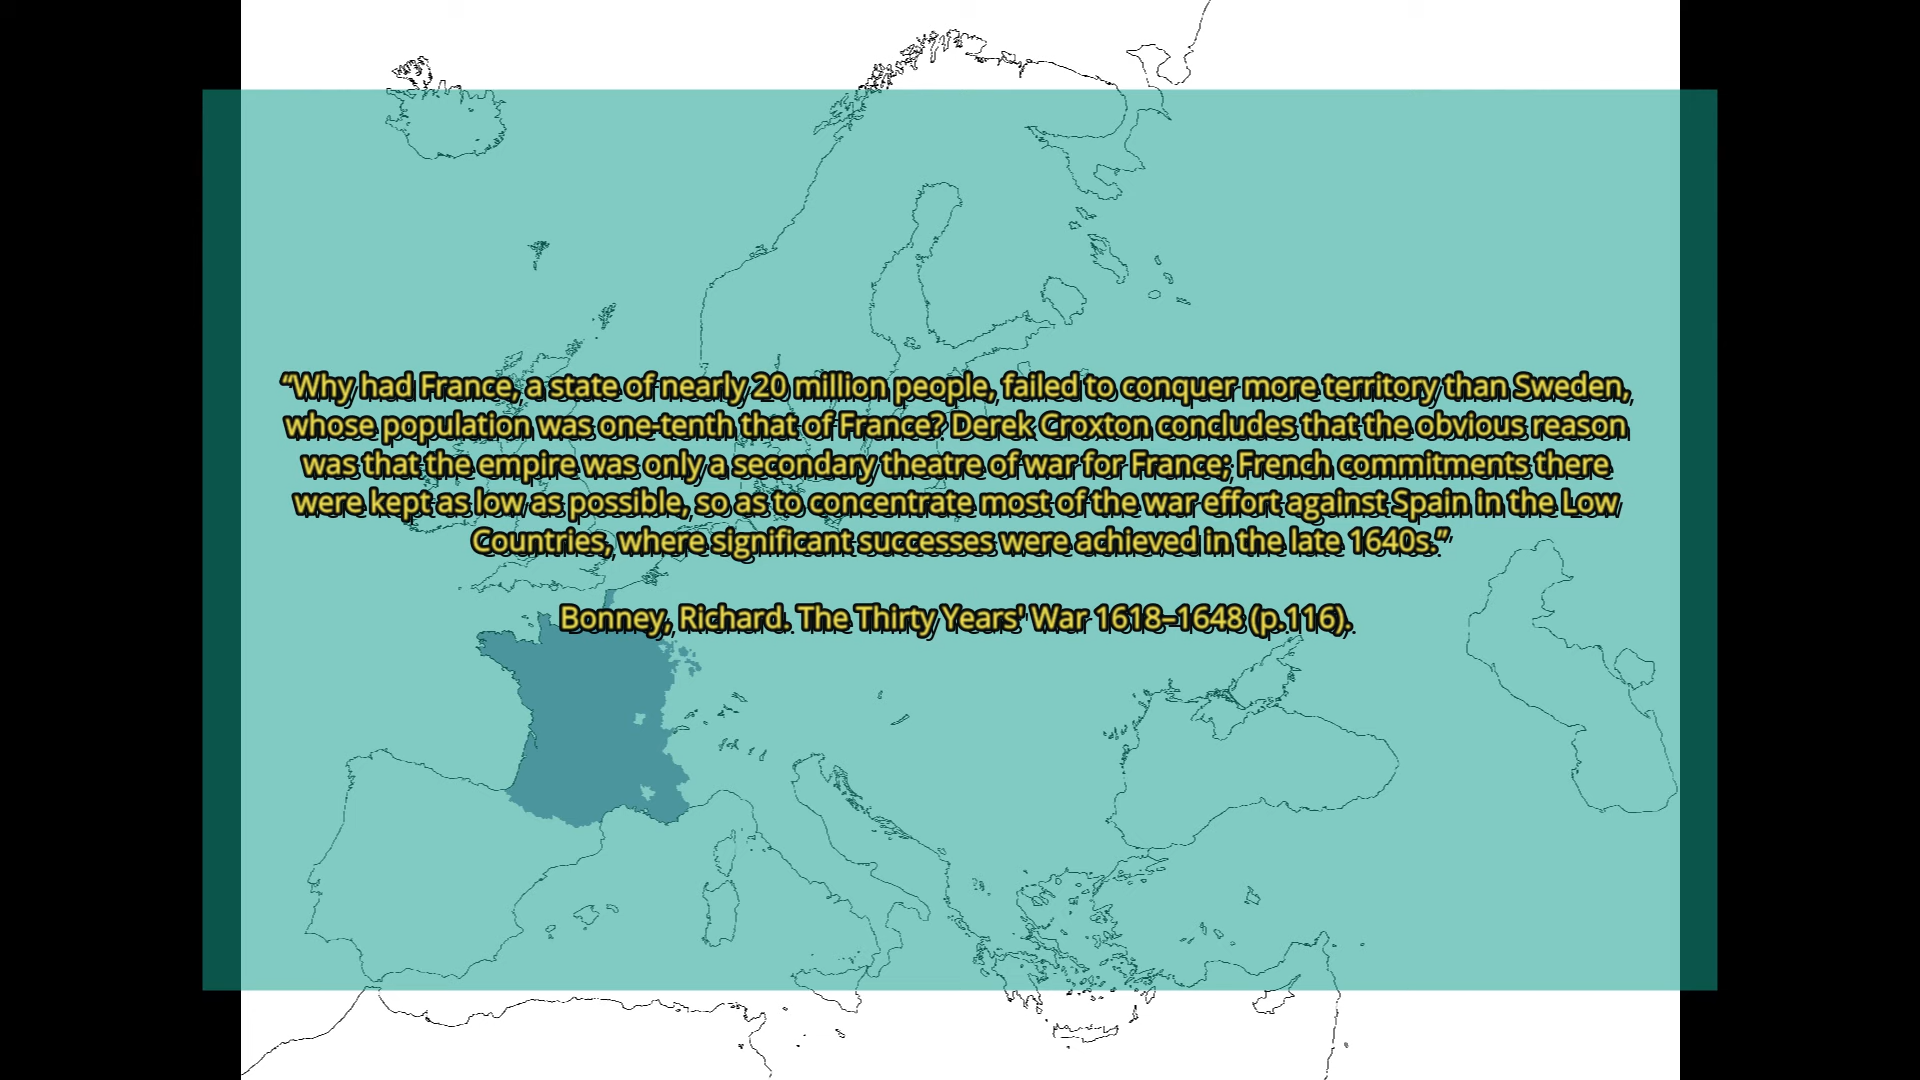 “Why had France, a state of nearly 20 million people, failed to conquer more territory than Sweden,
whose population was one-tenth that of France? Derek Croxton concludes that the obvious reason
was that the empire was only a secondary theatre of war for France; French commitments there
were kept as low as possible, so as to concentrate most of the war effort against Spain in the Low
Countries, where significant successes were achieved in the late 1640s.”
Bonney, Richard. The Thirty Years' War 1618–1648 (p.116).